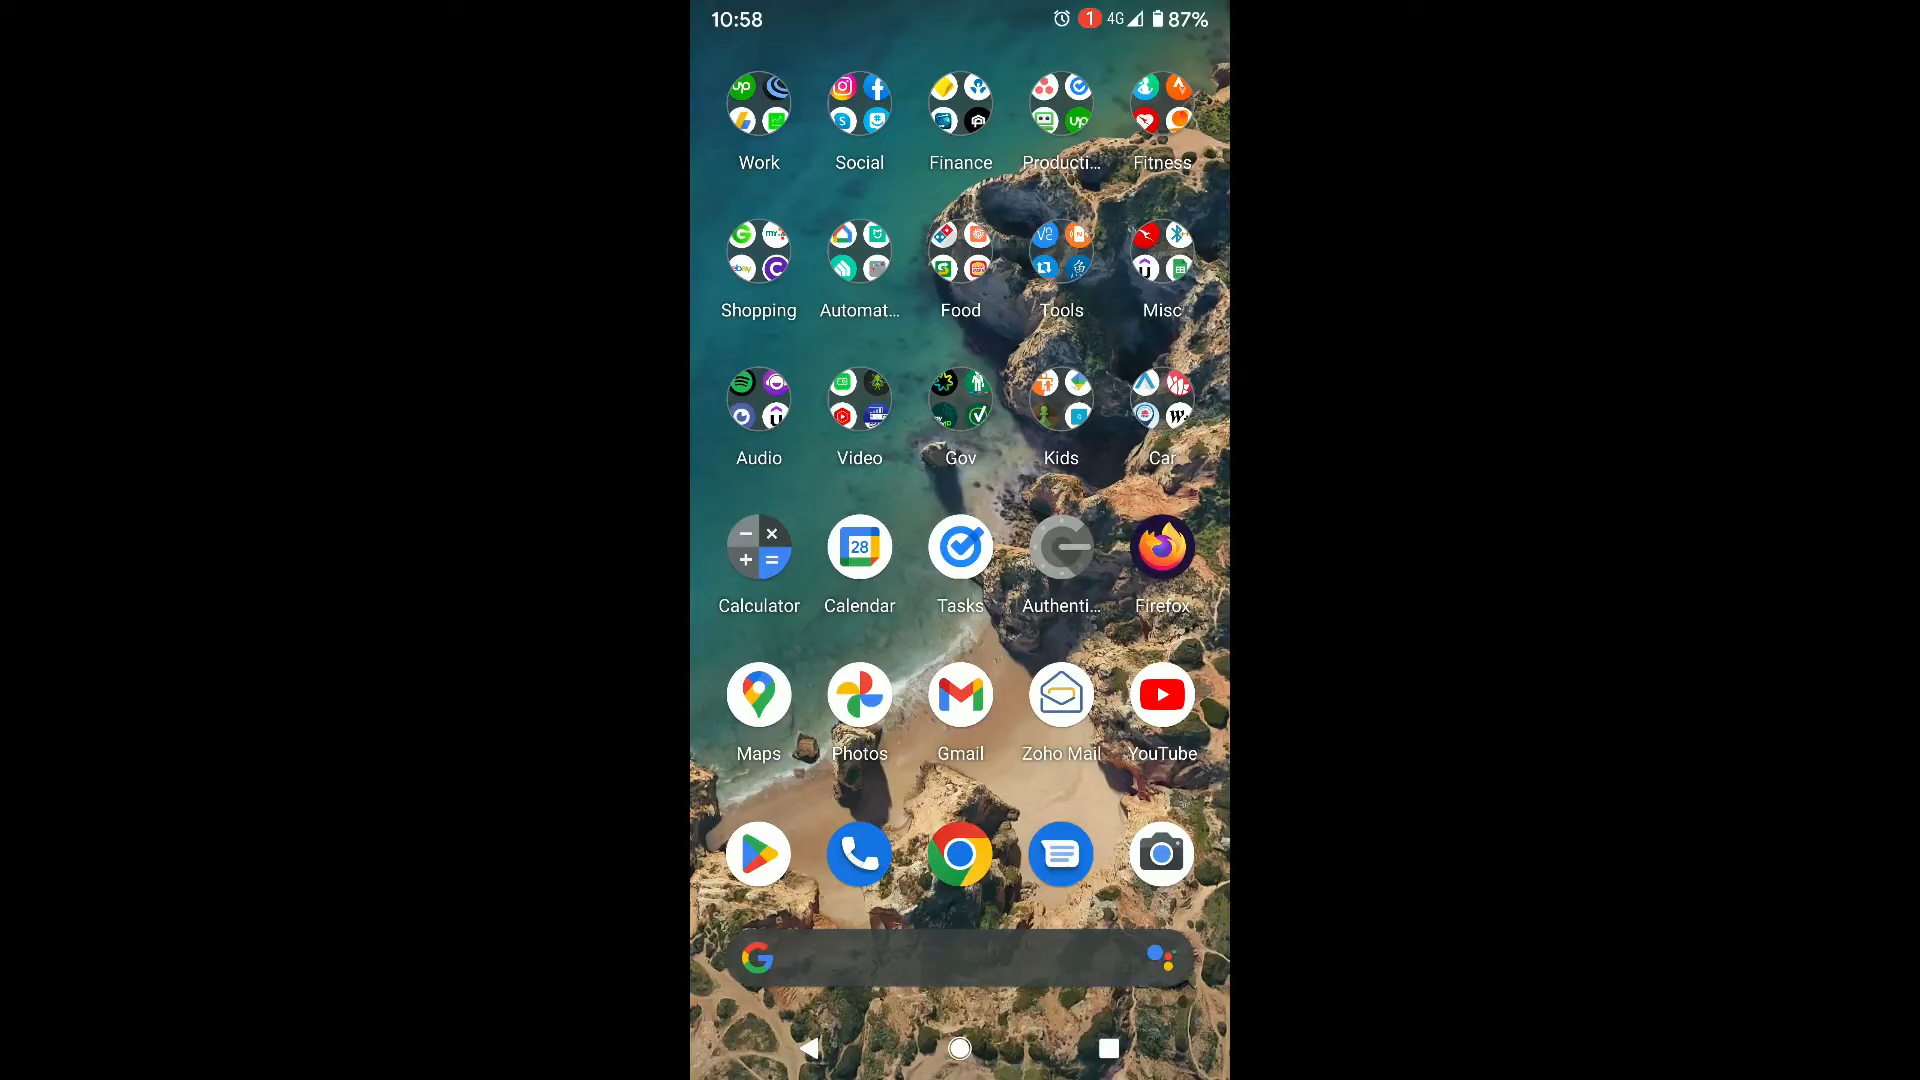 10:58 1 4G 87%
Work Social Finance Producti... Fitness
Shopping Automat... Food Tools Misc
Audio Video Gov Kids Car
28
Calculator Calendar Tasks Authenti... Firefox
Maps Photos Gmail Zoho Mail YouTube